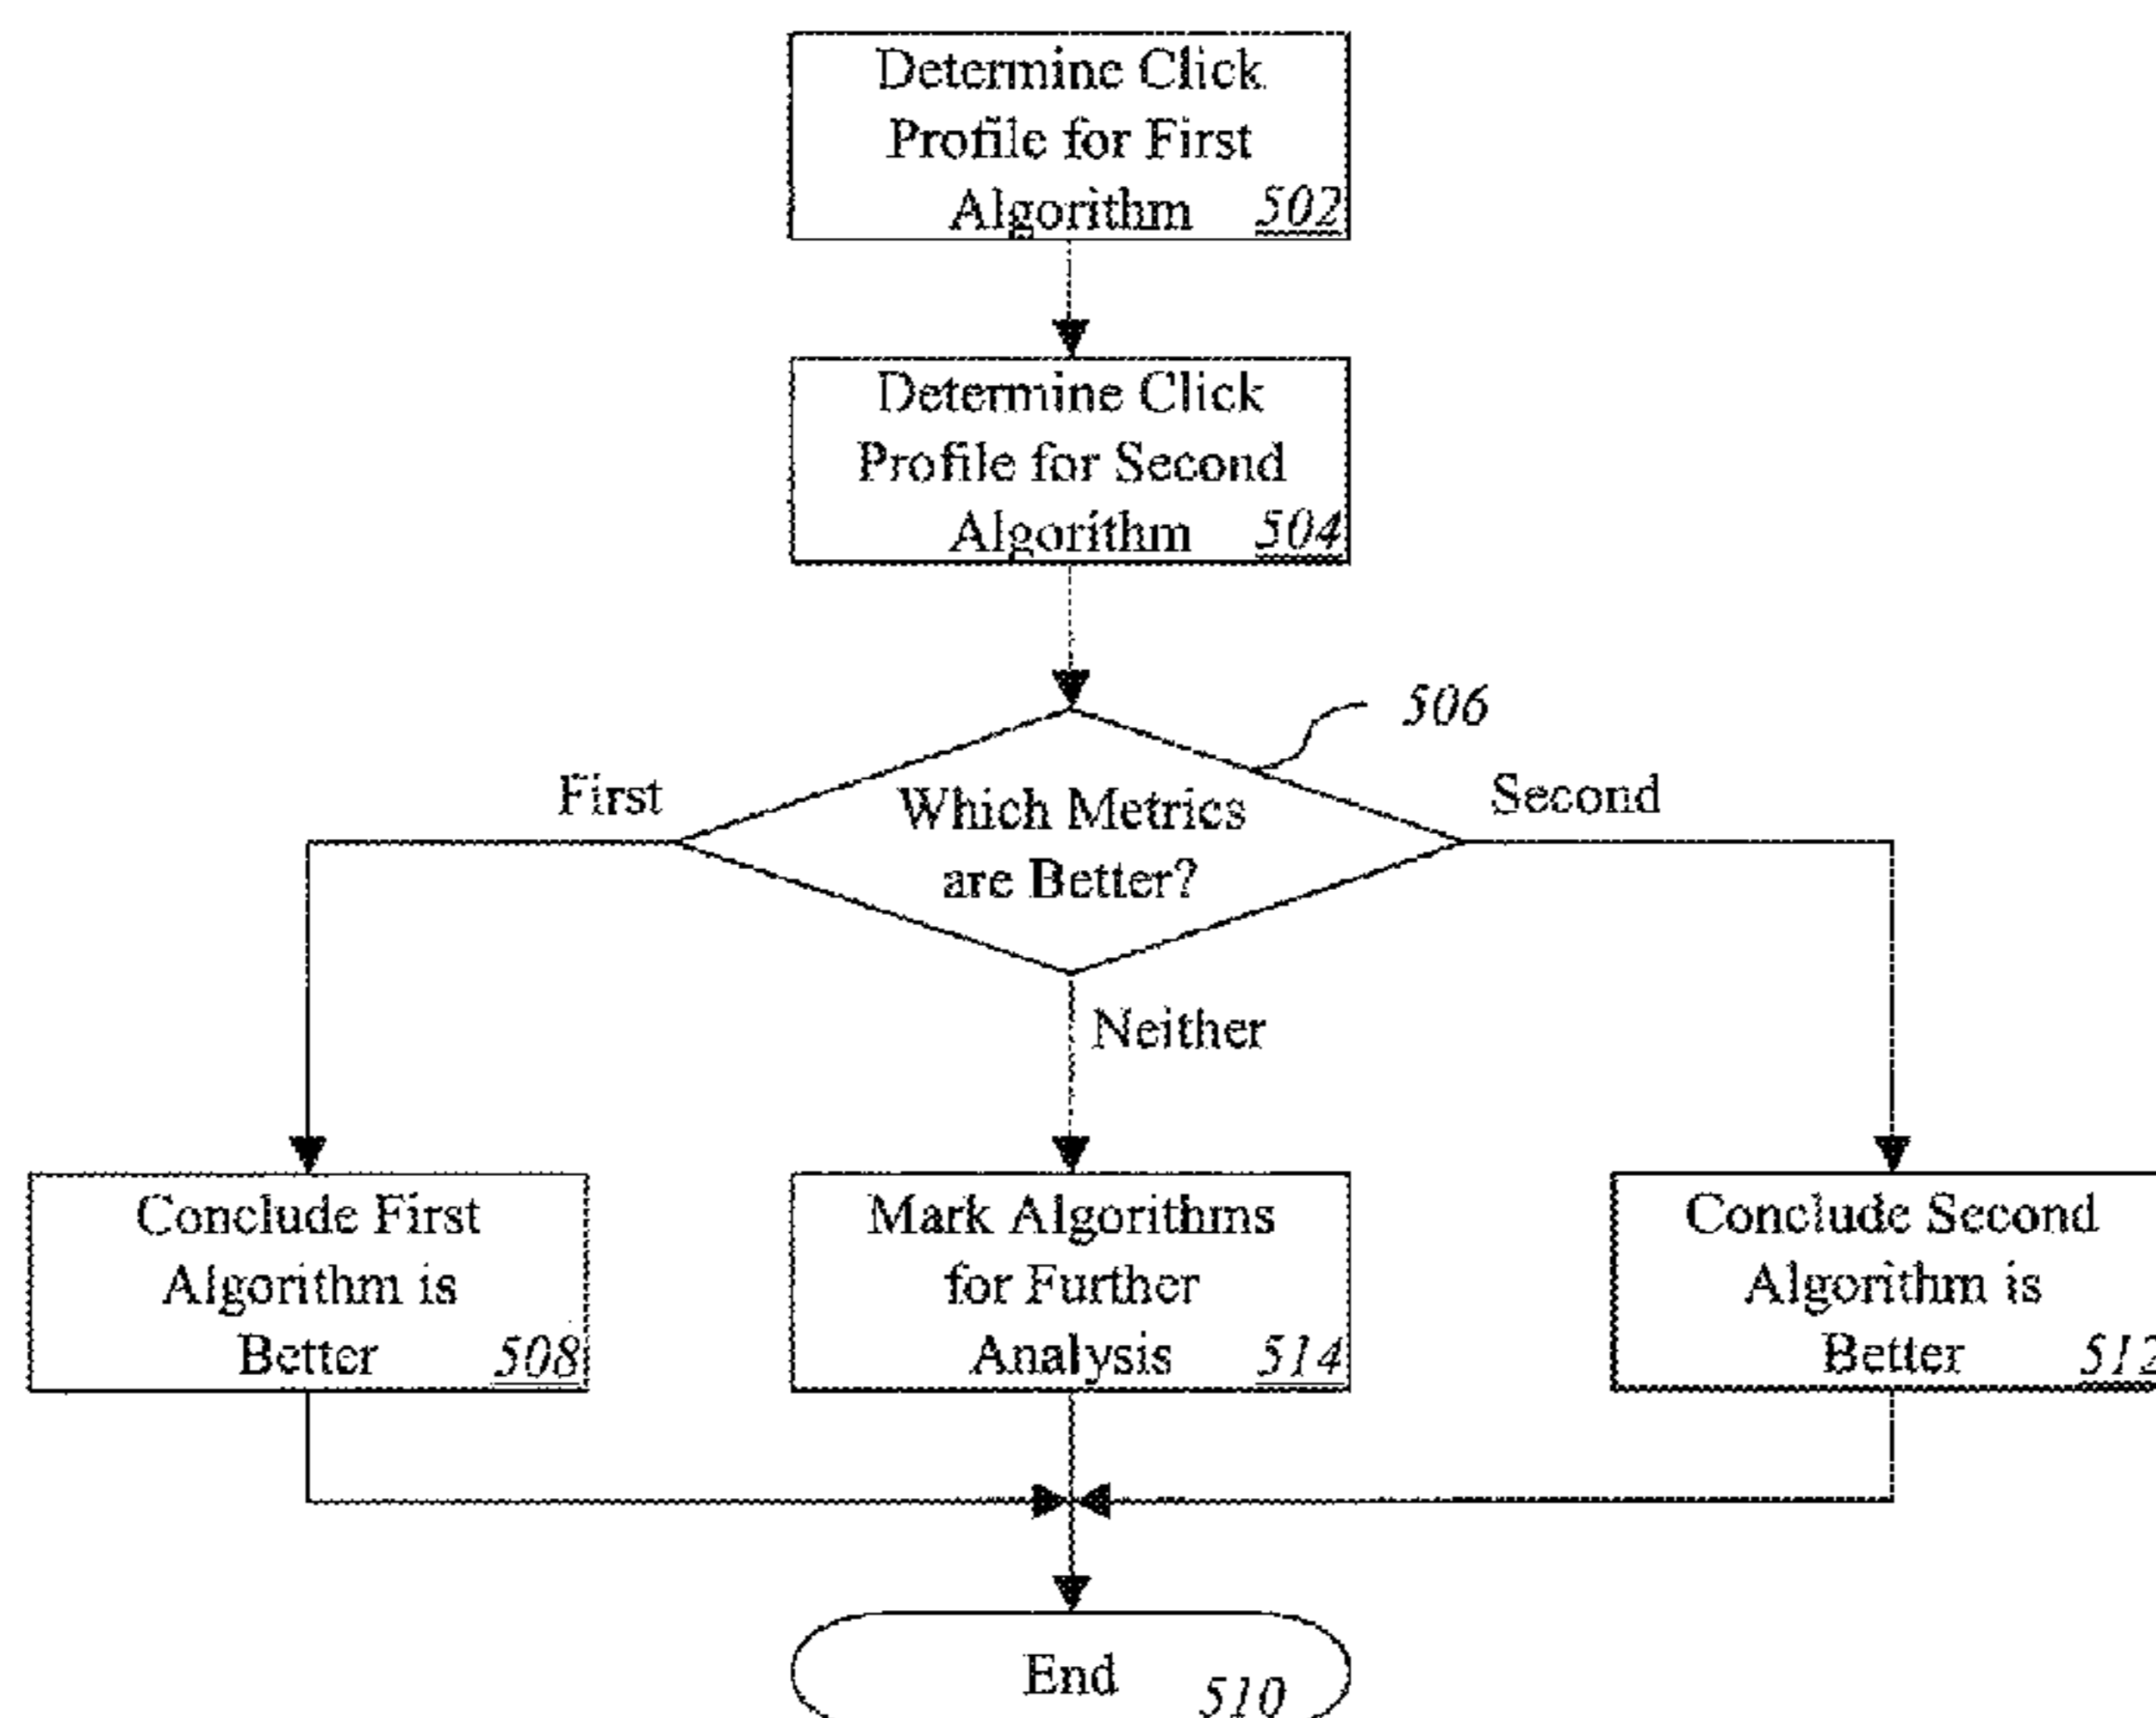 Determine Click
Profile for First
Algorithm 502
Determine Click
Profile for Second
Algorithm 504
506
First
Which Metrics
are Better?
Second
Neither
Conclude First
Algorithm is
Better 508
Mark Algorithms
for Further
Analysis 514
Conclude Second
Algorithm is
Better 512
End 510